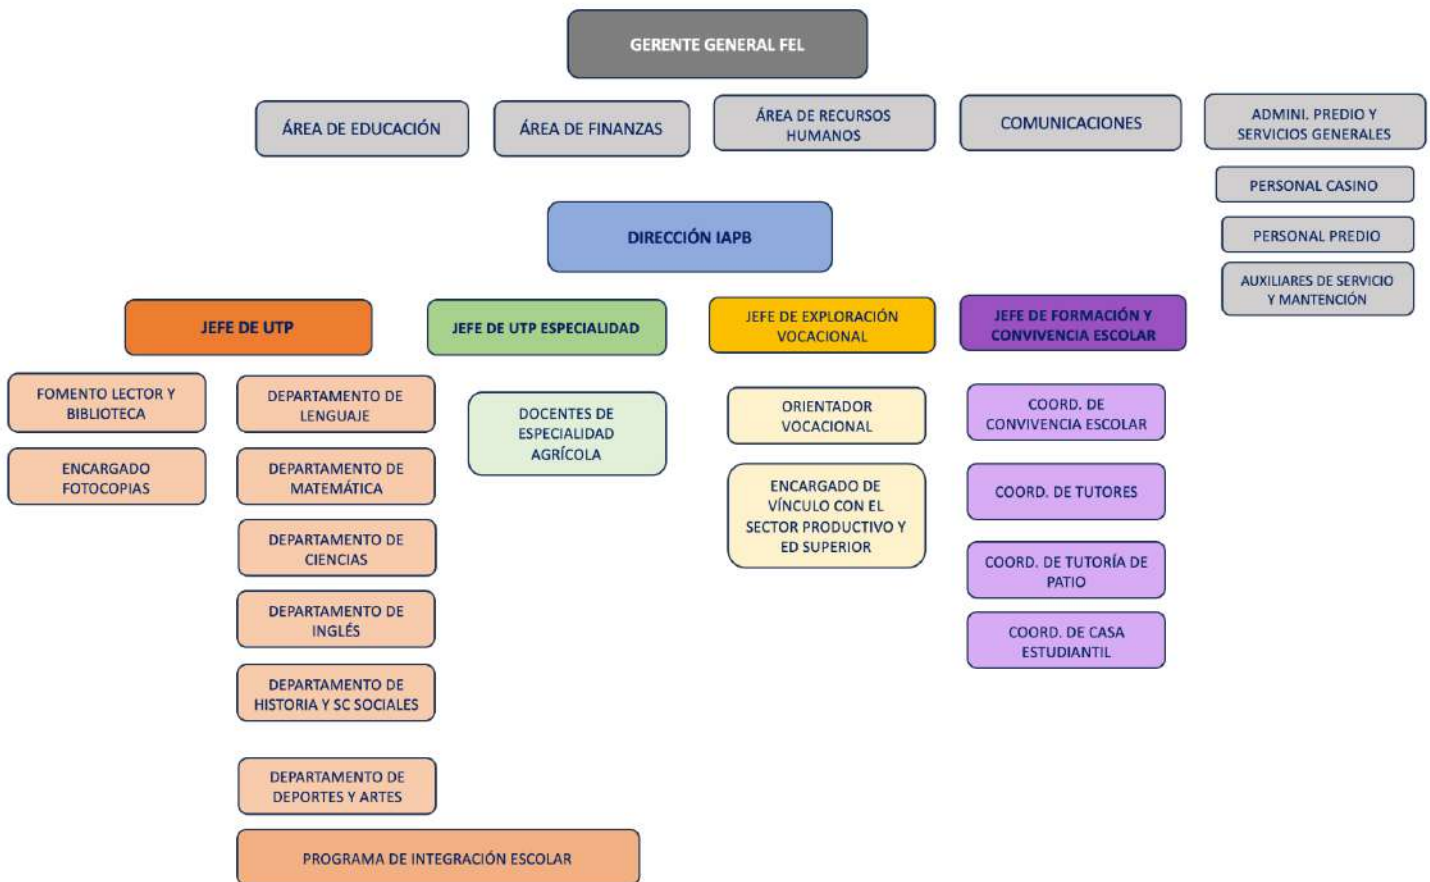 GERENTE GENERAL FEL
ÁREA DE EDUCACIÓN
ÁREA DE FINANZAS
ÁREA DE RECURSOS
HUMANOS
COMUNICACIONES
ADMINI. PREDIO Y
SERVICIOS GENERALES
PERSONAL CASINO
PERSONAL PREDIO
AUXILIARES DE SERVICIO
Y MANTENCIÓN
DIRECCIÓN IAPB
JEFE DE UTP
FOMENTO LECTOR Y
BIBLIOTECA
ENCARGADO
FOTOCOPIAS
DEPARTAMENTO DE
LENGUAJE
DEPARTAMENTO DE
MATEMÁTICA
DEPARTAMENTO DE
CIENCIAS
DEPARTAMENTO DE
INGLÉS
DEPARTAMENTO DE
HISTORIA Y SC SOCIALES
DEPARTAMENTO DE
DEPORTES Y ARTES
PROGRAMA DE INTEGRACIÓN ESCOLAR
JEFE DE UTP ESPECIALIDAD
DOCENTES DE
ESPECIALIDAD
AGRÍCOLA
JEFE DE EXPLORACIÓN
VOCACIONAL
ORIENTADOR
VOCACIONAL
ENCARGADO DE
VÍNCULO CON EL
SECTOR PRODUCTIVO Y
ED SUPERIOR
JEFE DE FORMACIÓN Y
CONVIVENCIA ESCOLAR
COORD. DE
CONVIVENCIA ESCOLAR
COORD. DE TUTORES
COORD. DE TUTORÍA DE
PATIO
COORD. DE CASA
ESTUDIANTIL